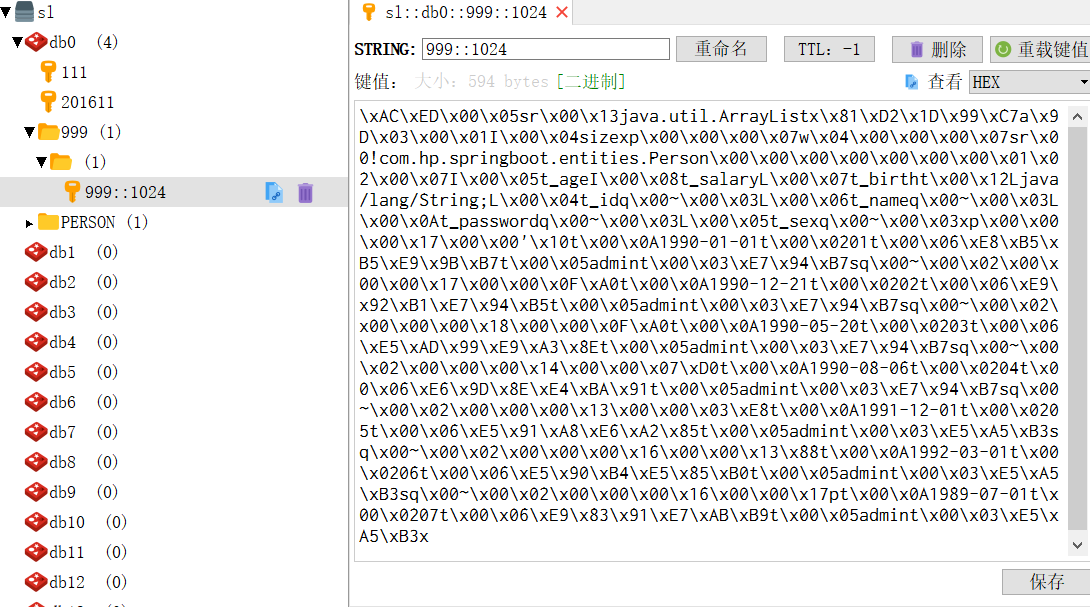 sl
db0 (4)
111
201611
999 (1)
(1)
999::1024
PERSON (1)
db1 (0)
db2 (0)
db3 (0)
db4 (0)
db5 (0)
db6 (0)
db7 (0)
db8 (0)
db9 (0)
db10 (0)
db11 (0)
db12 (0)
sl::db0::999::1024
STRING: 999::1024 重命名 TTL: -1 删除 重载键值
键值: 大小: 594 bytes [二进制] 查看 HEX
\xAC\xED\x00\x05sr\x00\x13java.util.ArrayListx\x81\xD2\x1D\x99\xC7a\x9
D\x03\x00\x01I\x00\x04sizexp\x00\x00\x00\x07w\x04\x00\x00\x00\x07sr\x0
0!com.hp.springboot.entities.Person\x00\x00\x00\x00\x00\x00\x00\x01\x0
2\x00\x07I\x00\x05t_ageI\x00\x08t_salaryL\x00\x07t_birtht\x00\x12Ljava
/lang/String;L\x00\x04t_idq\x00~\x00\x03L\x00\x06t_nameq\x00~\x00\x03L
\x00\x0At_passwordq\x00~\x00\x03L\x00\x05t_sexq\x00~\x00\x03xp\x00\x00
\x00\x17\x00\x00'\x10t\x00\x0A1990-01-01t\x00\x0201t\x00\x06\xE8\xB5\x
B5\xE9\x9B\xB7t\x00\x05admint\x00\x03\xE7\x94\xB7sq\x00~\x00\x02\x00\x
00\x00\x17\x00\x00\x0F\xA0t\x00\x0A1990-12-21t\x00\x0202t\x00\x06\xE9\
x92\xB1\xE7\x94\xB5t\x00\x05admint\x00\x03\xE7\x94\xB7sq\x00~\x00\x02\
x00\x00\x00\x18\x00\x00\x0F\xA0t\x00\x0A1990-05-20t\x00\x0203t\x00\x06
\xE5\xAD\x99\xE9\xA3\x8Et\x00\x05admint\x00\x03\xE7\x94\xB7sq\x00~\x00
\x02\x00\x00\x00\x14\x00\x00\x07\xD0t\x00\x0A1990-08-06t\x00\x0204t\x0
0\x06\xE6\x9D\x8E\xE4\xBA\x91t\x00\x05admint\x00\x03\xE7\x94\xB7sq\x00
~\x00\x02\x00\x00\x00\x13\x00\x00\x03\xE8t\x00\x0A1991-12-01t\x00\x020
5t\x00\x06\xE5\x91\xA8\xE6\xA2\x85t\x00\x05admint\x00\x03\xE5\xA5\xB3s
q\x00~\x00\x02\x00\x00\x00\x16\x00\x00\x13\x88t\x00\x0A1992-03-01t\x00
\x0206t\x00\x06\xE5\x90\xB4\xE5\x85\xB0t\x00\x05admint\x00\x03\xE5\xA5
\xB3sq\x00~\x00\x02\x00\x00\x00\x16\x00\x00\x17pt\x00\x0A1989-07-01t\x
00\x0207t\x00\x06\xE9\x83\x91\xE7\xAB\xB9t\x00\x05admint\x00\x03\xE5\x
A5\xB3x
保存